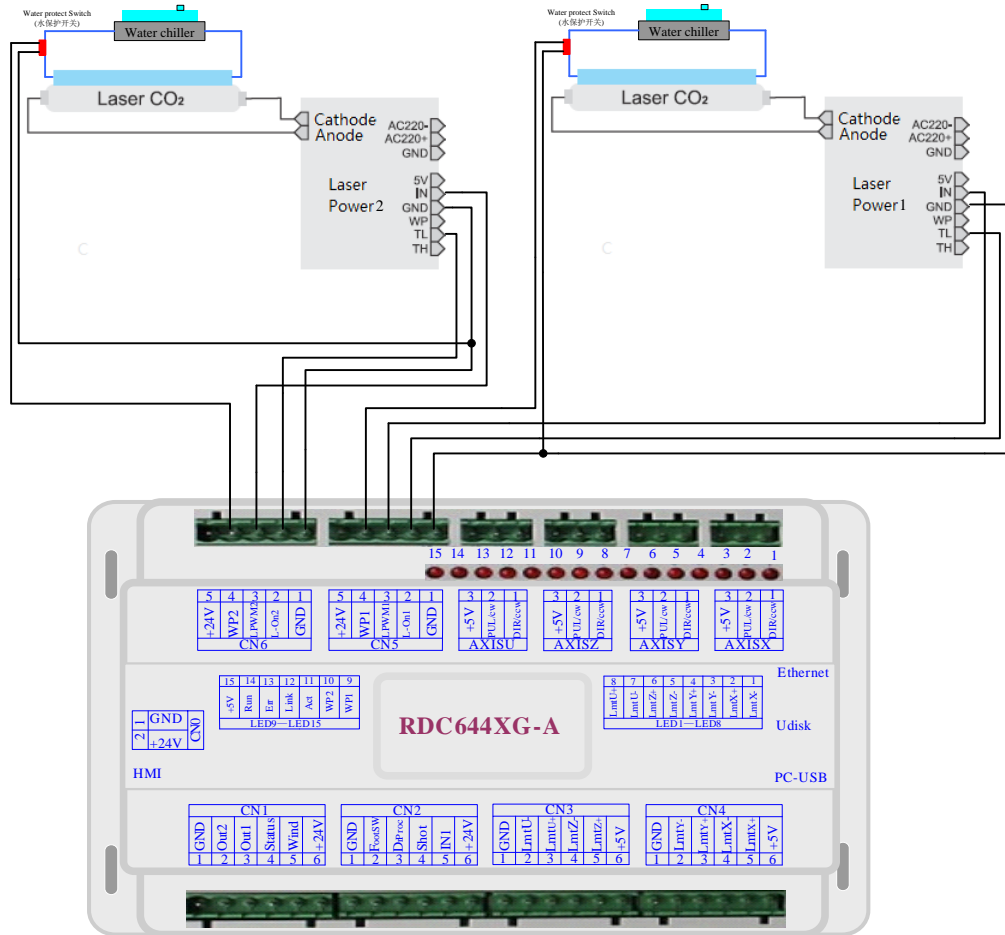 Water protect Switch
(水保护开关)
Water chiller
Laser CO₂
Cathode
Anode
AC220-
AC220+
GND
Laser
Power2
5V
IN
GND
WP
TL
TH
Water protect Switch
(水保护开关)
Water chiller
Laser CO₂
Cathode
Anode
AC220-
AC220+
GND
Laser
Power1
5V
IN
GND
WP
TL
TH
15 14 13 12 11 10 9 8 7 6 5 4 3 2 1
5 4 3 2 1
+24V WP2 LPWM2 L-On2 GND
CN6
5 4 3 2 1
+24V WP1 LPWM1 L-On1 GND
CN5
3 2 1
+5V PUL/cw DIR/ccw
AXISU
3 2 1
+5V PUL/cw DIR/ccw
AXISZ
3 2 1
+5V PUL/cw DIR/ccw
AXISY
3 2 1
+5V PUL/cw DIR/ccw
AXISX
Ethernet
15 14 13 12 11 10 9
+5V Run Err Link Act WP2 WP1
LED9—LED15
8 7 6 5 4 3 2 1
LmtU+ LmtU- LmtZ+ LmtZ- LmtY+ LmtY- LmtX+ LmtX-
LED1—LED8
Udisk
1 GND
2 +24V
CN0
RDC644XG-A
HMI
PC-USB
CN1
GND Out2 Out1 Status Wind +24V
1 2 3 4 5 6
CN2
GND FootSW DrProc Shot IN1 +24V
1 2 3 4 5 6
CN3
GND LmtU- LmtU+ LmtZ- LmtZ+ +5V
1 2 3 4 5 6
CN4
GND LmtY- LmtY+ LmtX- LmtX+ +5V
1 2 3 4 5 6